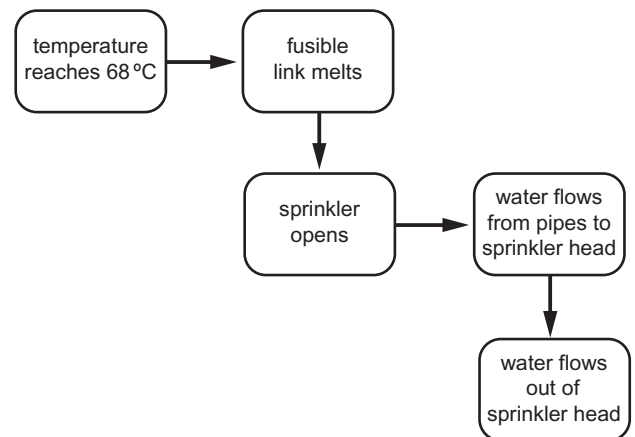 temperature
reaches 68 ºC
fusible
link melts
sprinkler
opens
water flows
from pipes to
sprinkler head
water flows
out of
sprinkler head